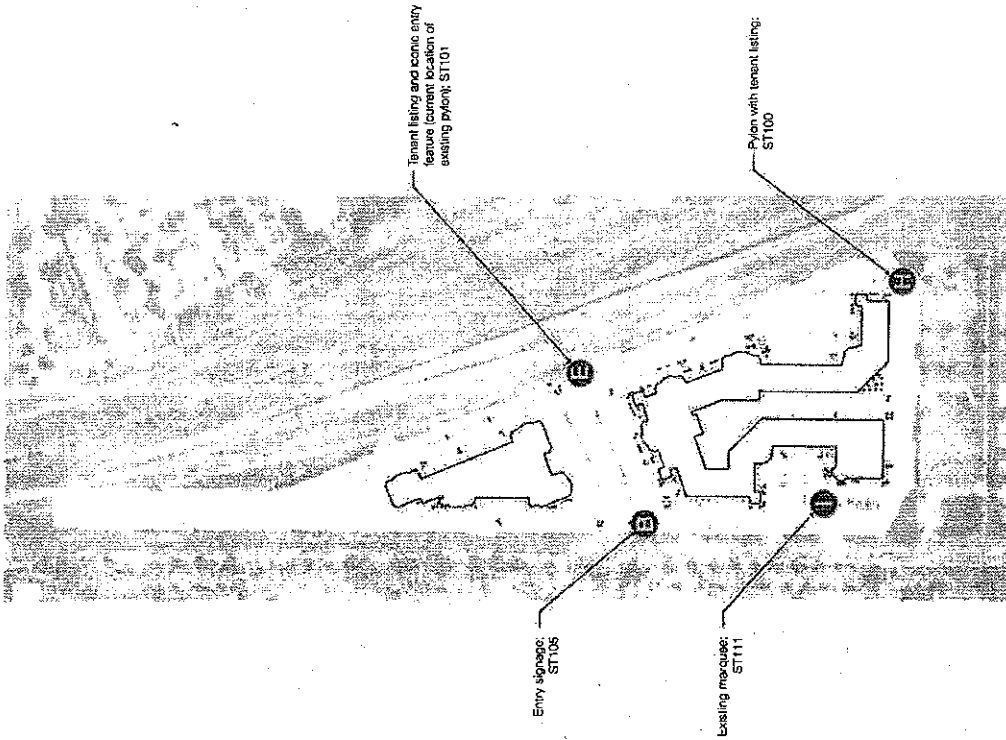 Tenant listing and iconic entry
feature (current location of
existing pylon); ST101
Pylon with tenant listing;
ST100
Entry signage;
ST105
Existing marquee;
ST111